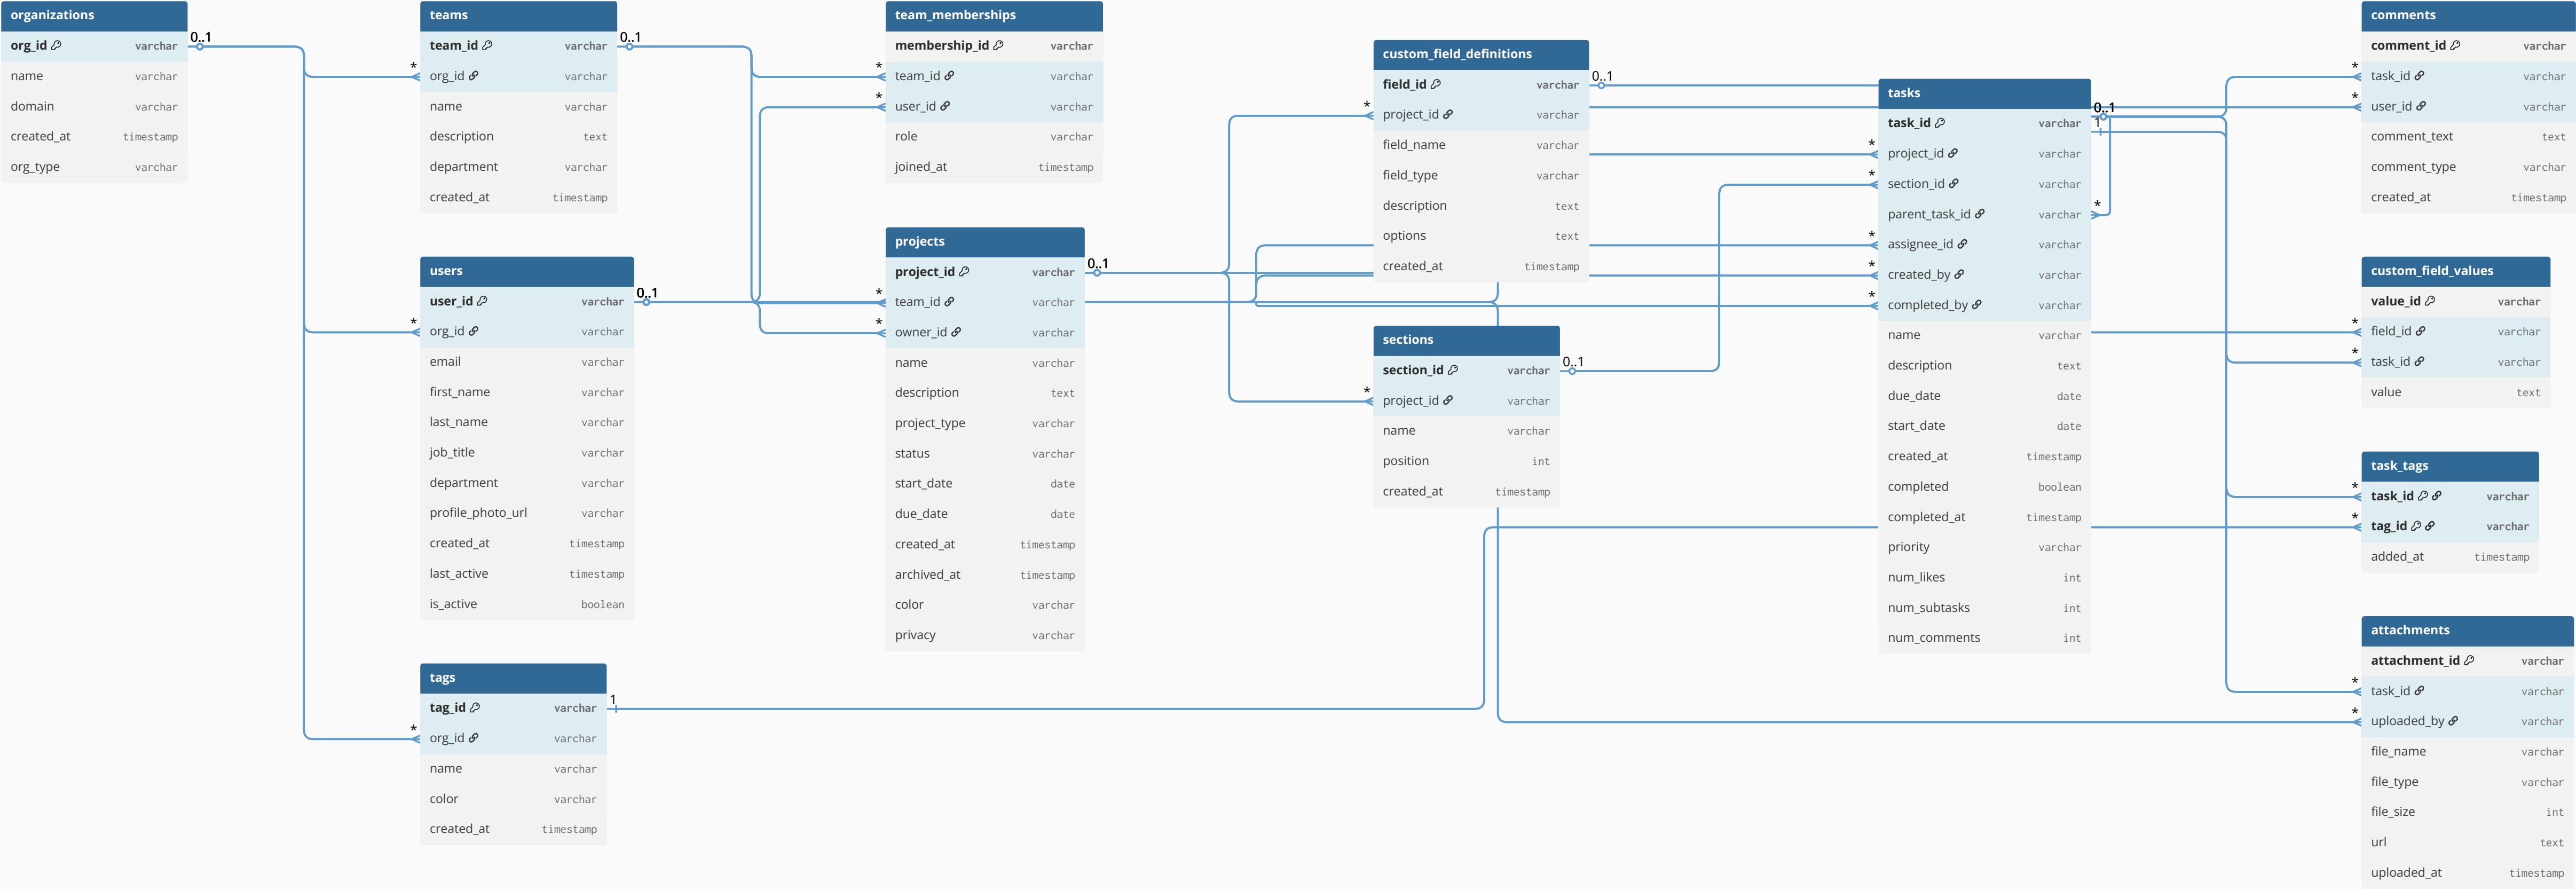 organizations
org_id varchar
name varchar
domain varchar
created_at timestamp
org_type varchar
0..1
*
*
*
teams
team_id varchar
org_id varchar
name varchar
description text
department varchar
created_at timestamp
0..1
users
user_id varchar
org_id varchar
email varchar
first_name varchar
last_name varchar
job_title varchar
department varchar
profile_photo_url varchar
created_at timestamp
last_active timestamp
is_active boolean
0..1
tags
tag_id varchar
org_id varchar
name varchar
color varchar
created_at timestamp
1
*
*
team_memberships
membership_id varchar
team_id varchar
user_id varchar
role varchar
joined_at timestamp
*
*
projects
project_id varchar
team_id varchar
owner_id varchar
name varchar
description text
project_type varchar
status varchar
start_date date
due_date date
created_at timestamp
archived_at timestamp
color varchar
privacy varchar
0..1
*
custom_field_definitions
field_id varchar
project_id varchar
field_name varchar
field_type varchar
description text
options text
created_at timestamp
0..1
*
sections
section_id varchar
project_id varchar
name varchar
position int
created_at timestamp
0..1
*
*
*
*
*
tasks
task_id varchar
project_id varchar
section_id varchar
parent_task_id varchar
assignee_id varchar
created_by varchar
completed_by varchar
name varchar
description text
due_date date
start_date date
created_at timestamp
completed boolean
completed_at timestamp
priority varchar
num_likes int
num_subtasks int
num_comments int
0..1
1
*
*
*
comments
comment_id varchar
task_id varchar
user_id varchar
comment_text text
comment_type varchar
created_at timestamp
*
*
custom_field_values
value_id varchar
field_id varchar
task_id varchar
value text
*
*
task_tags
task_id varchar
tag_id varchar
added_at timestamp
*
*
attachments
attachment_id varchar
task_id varchar
uploaded_by varchar
file_name varchar
file_type varchar
file_size int
url text
uploaded_at timestamp